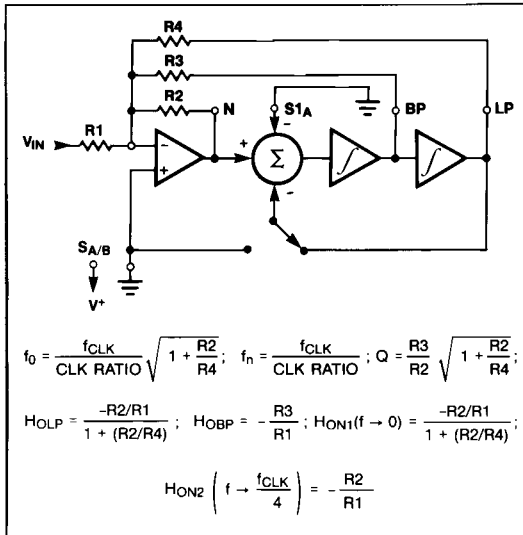 R4
R3
R2
N
S1A
BP
LP
VIN
R1
−
+
+
Σ
−
−
∫
∫
SA/B
V+
f0 = fCLK / CLK RATIO √(1 + R2/R4); fn = fCLK / CLK RATIO; Q = R3/R2 √(1 + R2/R4);
HOLP = -R2/R1 / 1 + (R2/R4); HOBP = -R3/R1; HON1(f → 0) = -R2/R1 / 1 + (R2/R4);
HON2 (f → fCLK/4) = -R2/R1